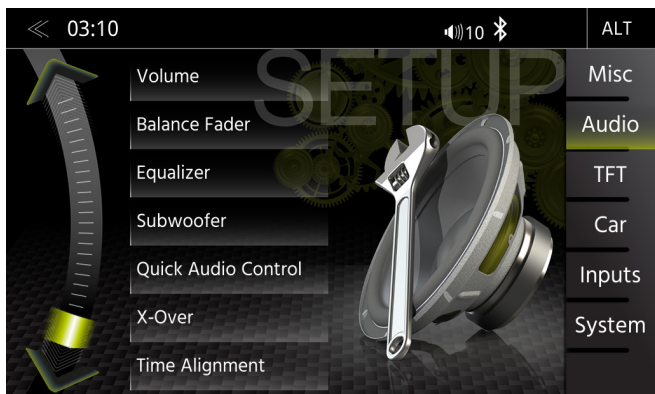 03:10
10
ALT
SETUP
Volume
Balance Fader
Equalizer
Subwoofer
Quick Audio Control
X-Over
Time Alignment
Misc
Audio
TFT
Car
Inputs
System